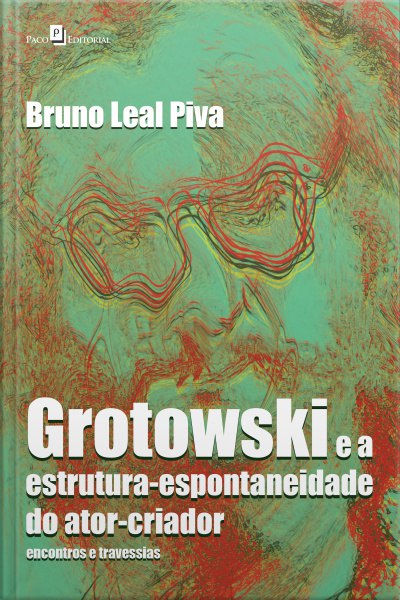 PACO EDITORIAL
Bruno Leal Piva
Grotowski e a
estrutura-espontaneidade
do ator-criador
encontros e travessias